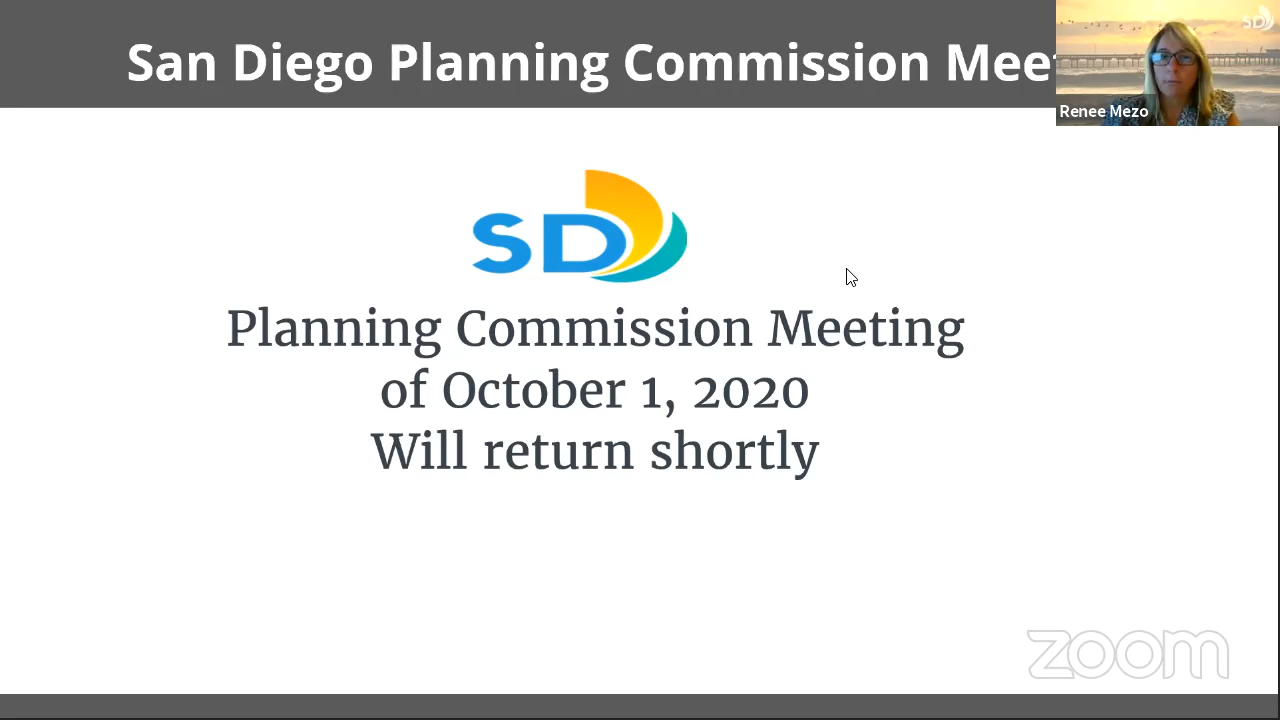 San Diego Planning Commission Mee
SD
Renee Mezo
SD
Planning Commission Meeting
of October 1, 2020
Will return shortly
zoom